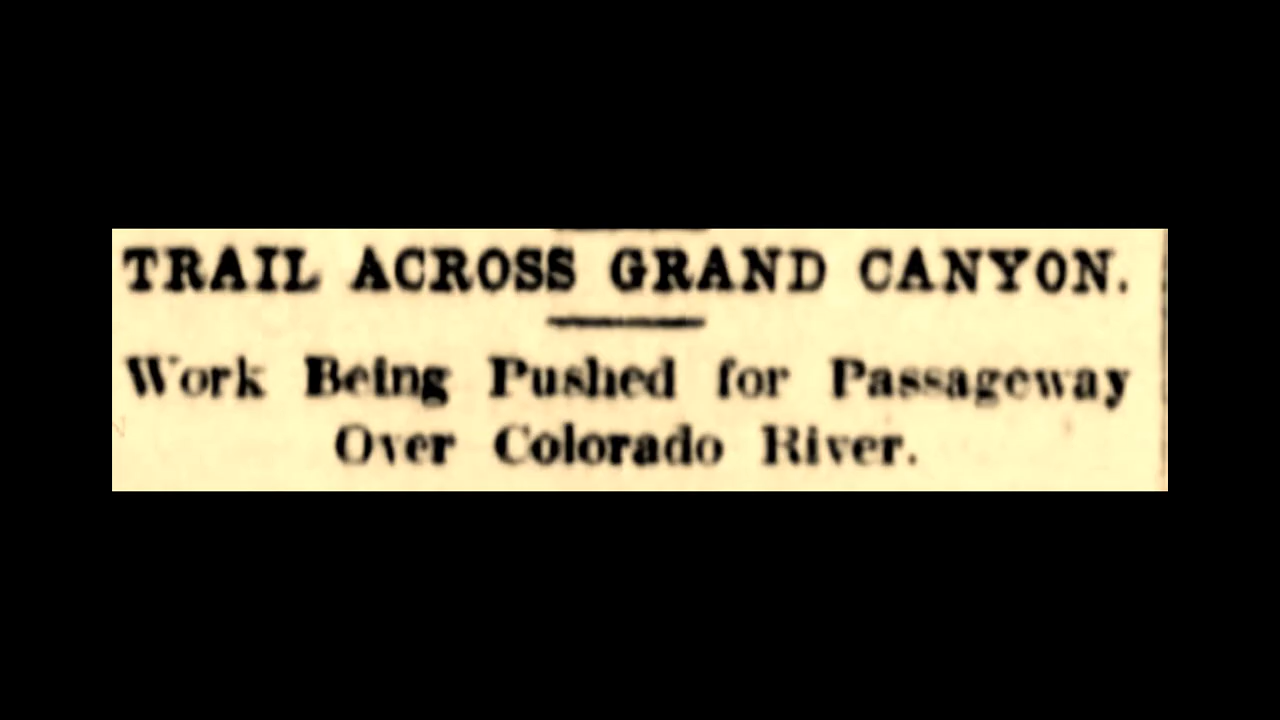 TRAIL ACROSS GRAND CANYON.
Work Being Pushed for Passageway
Over Colorado River.